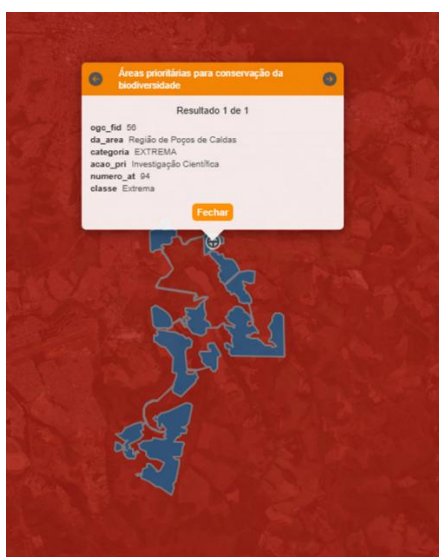 Áreas prioritárias para conservação da
biodiversidade
Resultado 1 de 1
ogc_fid 56
da_area Região de Poços de Caldas
categoria EXTREMA
acao_pri Investigação Científica
numero_at 94
classe Extrema
Fechar